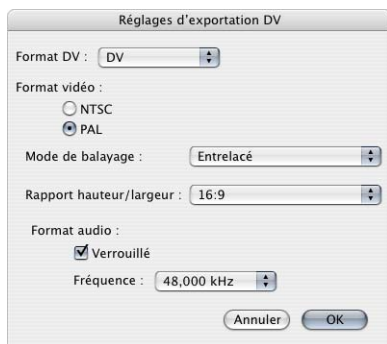 Réglages d'exportation DV
Format DV : DV
Format vidéo :
NTSC
PAL
Mode de balayage : Entrelacé
Rapport hauteur/largeur : 16:9
Format audio :
Verrouillé
Fréquence : 48,000 kHz
Annuler OK